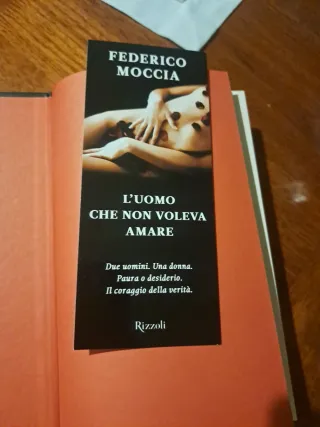 FEDERICO
MOCCIA
L'UOMO
CHE NON VOLEVA
AMARE
Due uomini. Una donna.
Paura o desiderio.
Il coraggio della verità.
Rizzoli